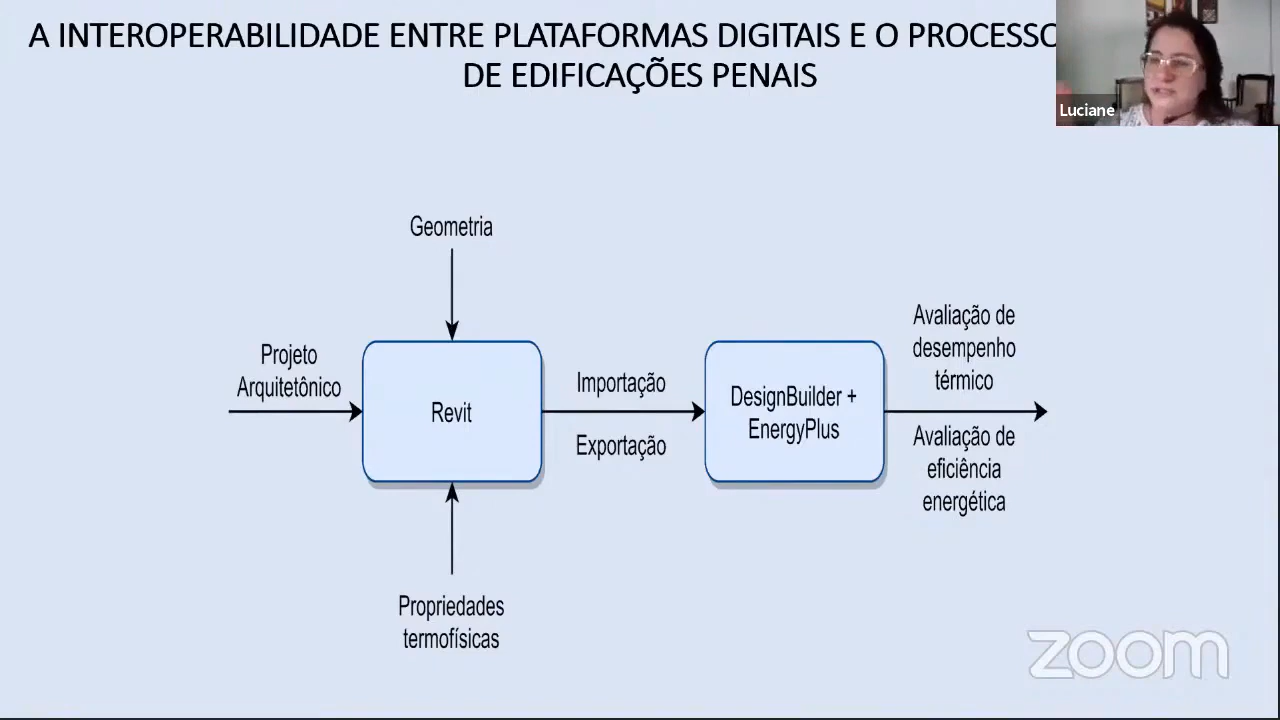 A INTEROPERABILIDADE ENTRE PLATAFORMAS DIGITAIS E O PROCESSO
DE EDIFICAÇÕES PENAIS
Luciane
Geometria
Projeto
Arquitetônico
Revit
Importação
Exportação
DesignBuilder +
EnergyPlus
Avaliação de
desempenho
térmico
Avaliação de
eficiência
energética
Propriedades
termofísicas
zoom